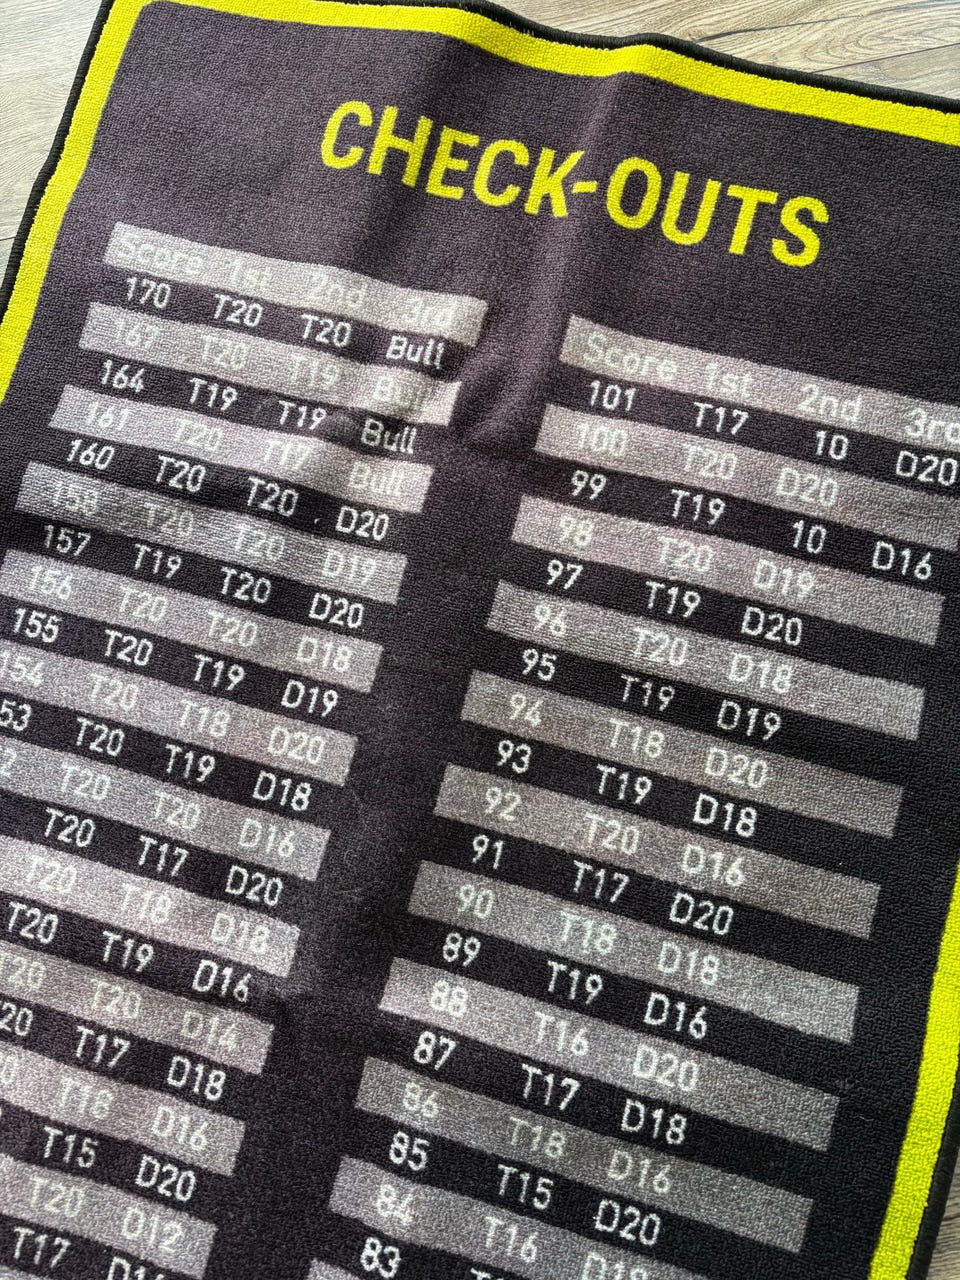 CHECK-OUTS
Score 1st 2nd 3rd
170 T20 T20 Bull
167 T20 T19 Bull
164 T19 T19 Bull
161 T20 T17 Bull
160 T20 T20 D20
158 T20 T20 D19
157 T19 T20 D20
156 T20 T20 D18
155 T20 T19 D19
154 T20 T18 D20
53 T20 T19 D18
2 T20 T20 D16
T20 T17 D20
T20 T18 D18
T20 T19 D16
T20 T20 D14
20 T17 D18
0 T18 D16
T15 D20
T20 D12
T17
Score 1st 2nd 3rd
101 T17 10 D20
100 T20 D20
99 T19 10 D16
98 T20 D19
97 T19 D20
96 T20 D18
95 T19 D19
94 T18 D20
93 T19 D18
92 T20 D16
91 T17 D20
90 T18 D18
89 T19 D16
88 T16 D20
87 T17 D18
86 T18 D16
85 T15 D20
84 T16
83